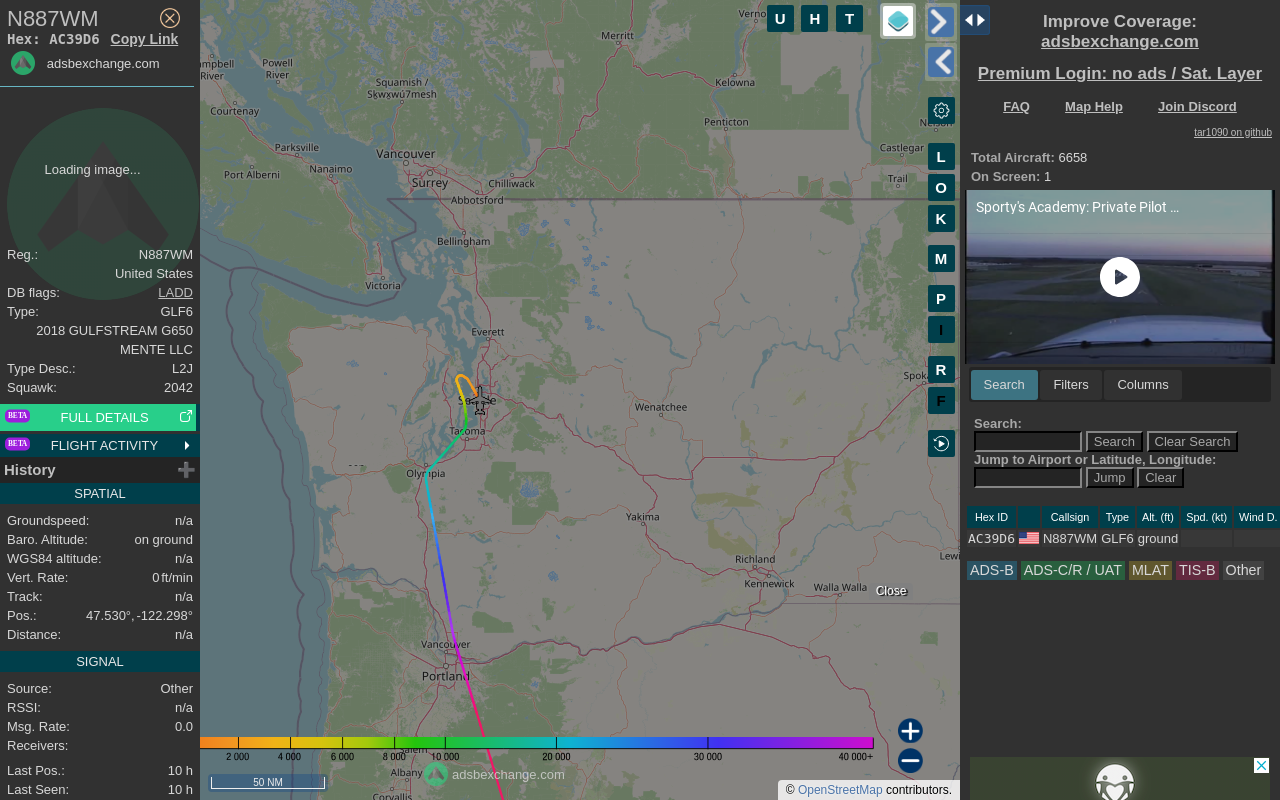 N887WM
Hex: AC39D6 Copy Link
adsbexchange.com
Loading image...
Reg.: N887WM
United States
DB flags: LADD
Type: GLF6
2018 GULFSTREAM G650
MENTE LLC
Type Desc.: L2J
Squawk: 2042
BETA FULL DETAILS
BETA FLIGHT ACTIVITY
History
SPATIAL
Groundspeed: n/a
Baro. Altitude: on ground
WGS84 altitude: n/a
Vert. Rate: 0 ft/min
Track: n/a
Pos.: 47.530°, -122.298°
Distance: n/a
SIGNAL
Source: Other
RSSI: n/a
Msg. Rate: 0.0
Receivers:
Last Pos.: 10 h
Last Seen: 10 h
Verno
Merritt
mpbell
River
Powell
River
Squamish /
Sḵwx̱wú7mesh
Kelowna
Courtenay
Penticton
Nelson
Parksville
Vancouver
Castlegar
Nanaimo
Port Alberni
Surrey
Chilliwack
Trail
Abbotsford
Bellingham
Victoria
Everett
Spok
Seattle
Wenatchee
Tacoma
Olympia
Yakima
Richland
Lewi
Kennewick
Walla Walla
Close
Vancouver
Portland
Salem
Albany
Corvallis
2 000 4 000 6 000 8 000 10 000 20 000 30 000 40 000+
50 NM
adsbexchange.com
© OpenStreetMap contributors.
U H T
L
O
K
M
P
I
R
F
Improve Coverage:
adsbexchange.com
Premium Login: no ads / Sat. Layer
FAQ Map Help Join Discord
tar1090 on github
Total Aircraft: 6658
On Screen: 1
Sporty's Academy: Private Pilot ...
Search Filters Columns
Search:
Search Clear Search
Jump to Airport or Latitude, Longitude:
Jump Clear
Hex ID Callsign Type Alt. (ft) Spd. (kt) Wind D.
AC39D6 N887WM GLF6 ground
ADS-B ADS-C/R / UAT MLAT TIS-B Other